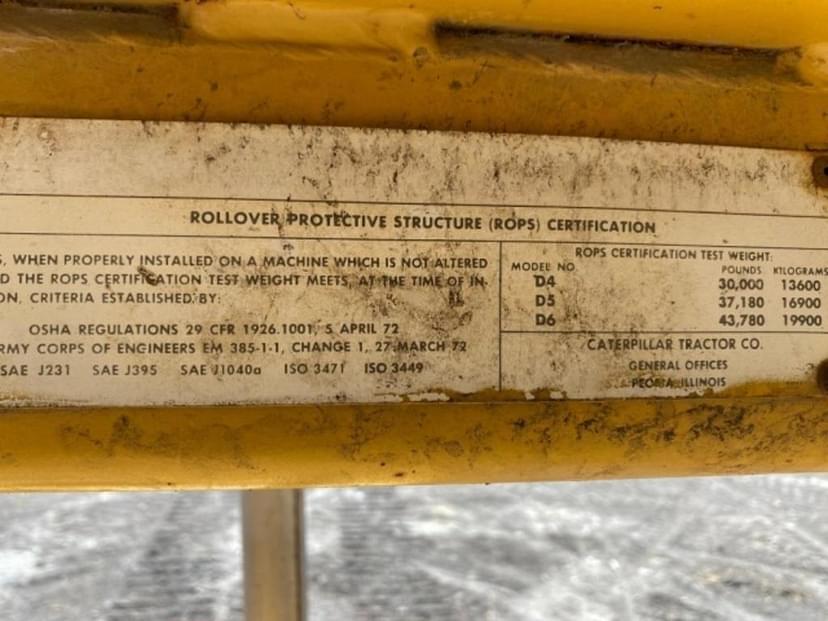 ROLLOVER PROTECTIVE STRUCTURE (ROPS) CERTIFICATION
S, WHEN PROPERLY INSTALLED ON A MACHINE WHICH IS NOT ALTERED
D THE ROPS CERTIFICATION TEST WEIGHT MEETS, AT THE TIME OF IN-
ON, CRITERIA ESTABLISHED BY:
OSHA REGULATIONS 29 CFR 1926.1001, 5 APRIL 72
RMY CORPS OF ENGINEERS EM 385-1-1, CHANGE 1, 27 MARCH 72
SAE J231 SAE J395 SAE J1040a ISO 3471 ISO 3449
ROPS CERTIFICATION TEST WEIGHT:
MODEL NO. POUNDS KILOGRAMS
D4 30,000 13600
D5 37,180 16900
D6 43,780 19900
CATERPILLAR TRACTOR CO.
GENERAL OFFICES
PEORIA, ILLINOIS